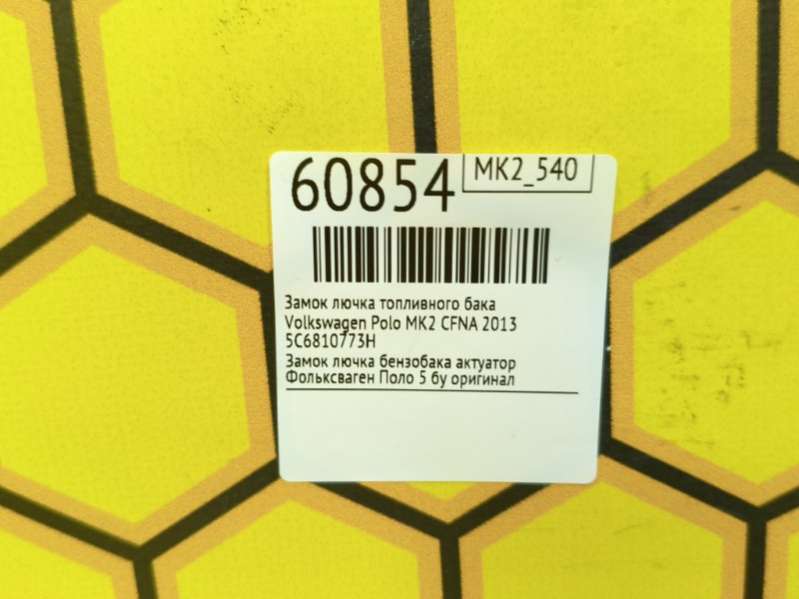 60854
MK2_540
Замок лючка топливного бака
Volkswagen Polo MK2 CFNA 2013
5C6810773H
Замок лючка бензобака актуатор
Фольксваген Поло 5 бу оригинал